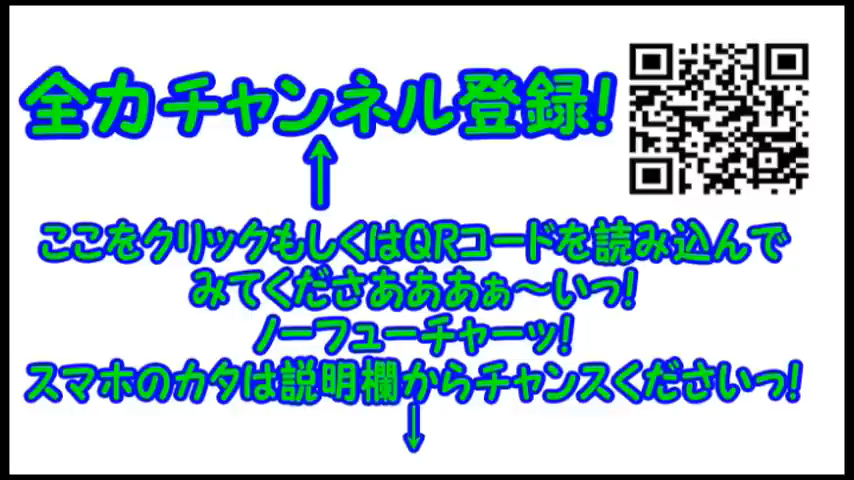 全力チャンネル登録!
↑
ここをクリックもしくはQRコードを読み込んで
みてくださあああぁ～いっ!
ノーフューチャーッ!
スマホのカタは説明欄からチャンスくださいっ!
↓